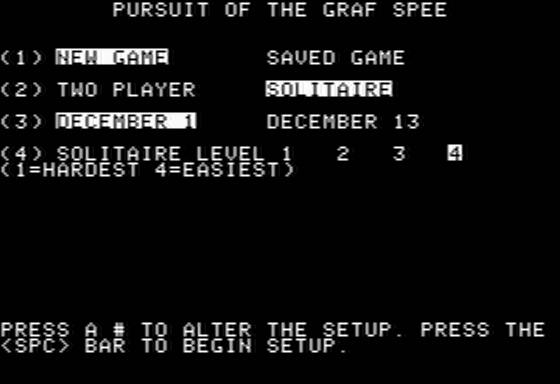 PURSUIT OF THE GRAF SPEE
(1) NEW GAME SAVED GAME
(2) TWO PLAYER SOLITAIRE
(3) DECEMBER 1 DECEMBER 13
(4) SOLITAIRE LEVEL 1 2 3 4
(1=HARDEST 4=EASIEST)
PRESS A # TO ALTER THE SETUP. PRESS THE
<SPC> BAR TO BEGIN SETUP.